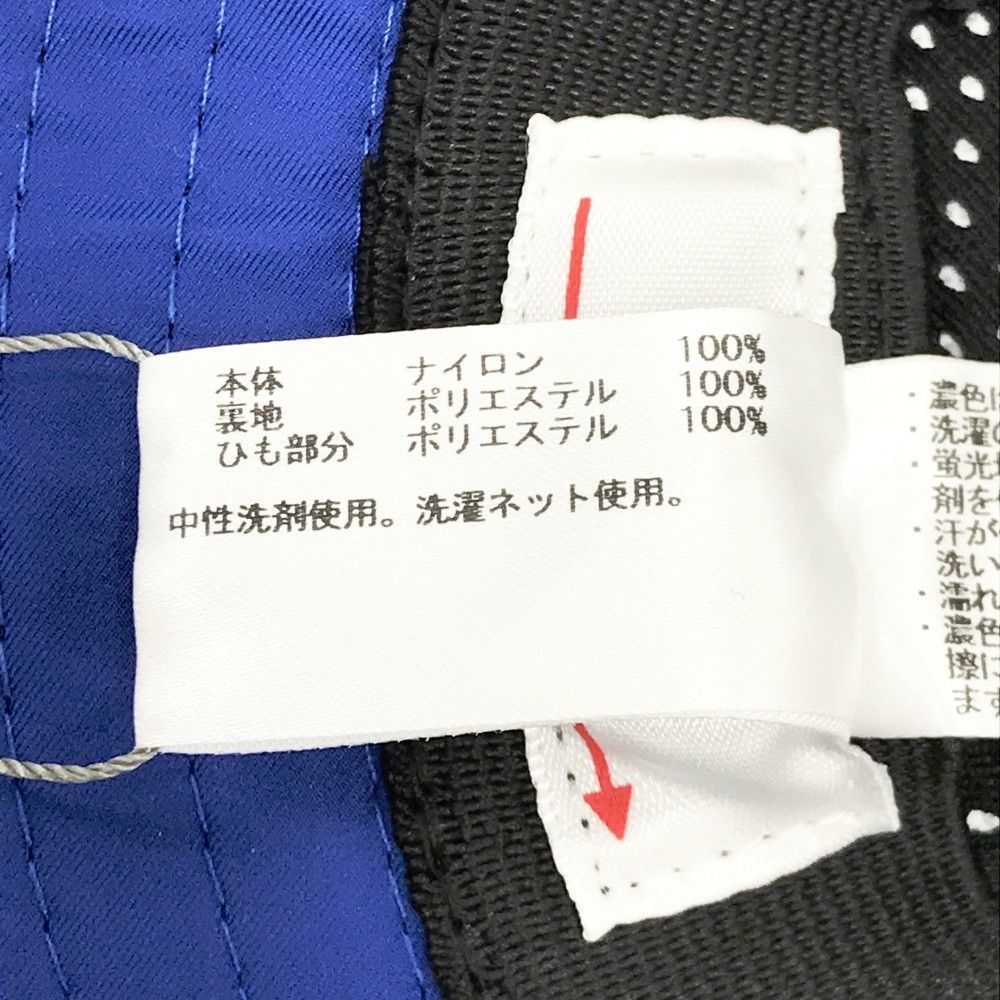 本体 ナイロン 100%
裏地 ポリエステル 100%
ひも部分 ポリエステル 100%
中性洗剤使用。洗濯ネット使用。
・濃色に
・洗濯の
・蛍光増
剤を
・汗が
洗い
・濡れ
・濃色
擦に
ます